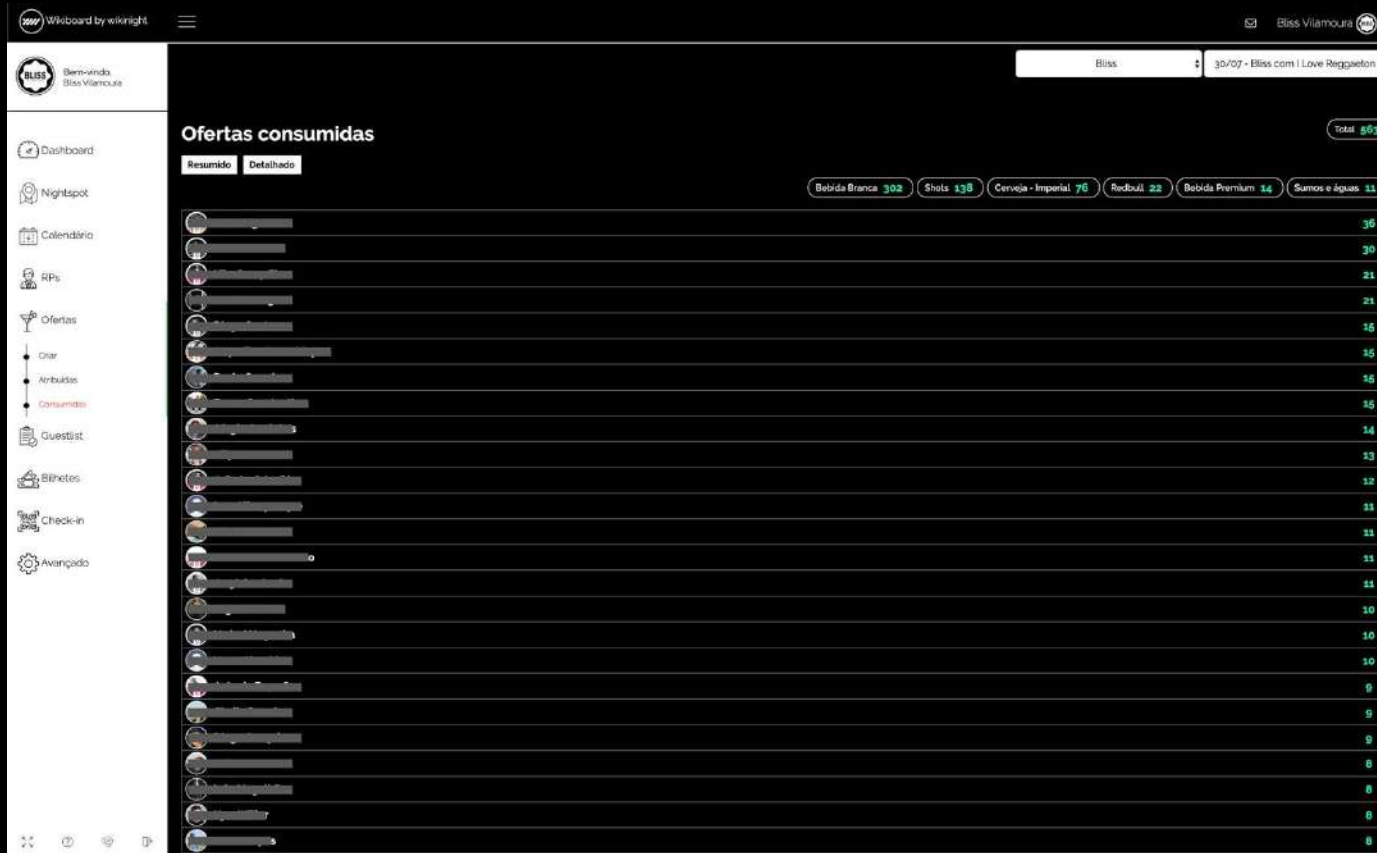 Wikiboard by wikinight
Bliss Vilamoura
BLISS
Bem-vindo,
Bliss Vilamoura
Bliss
30/07 - Bliss com I Love Reggaeton
Dashboard
Nightspot
Calendário
RPs
Ofertas
Criar
Atribuídas
Consumidas
Guestlist
Bilhetes
Check-in
Avançado
Ofertas consumidas
Total 563
Resumido
Detalhado
Bebida Branca 302
Shots 138
Cerveja - Imperial 76
Redbull 22
Bebida Premium 14
Sumos e águas 11
36
30
21
21
15
15
15
15
14
13
12
11
11
11
11
10
10
10
9
9
9
8
8
8
8